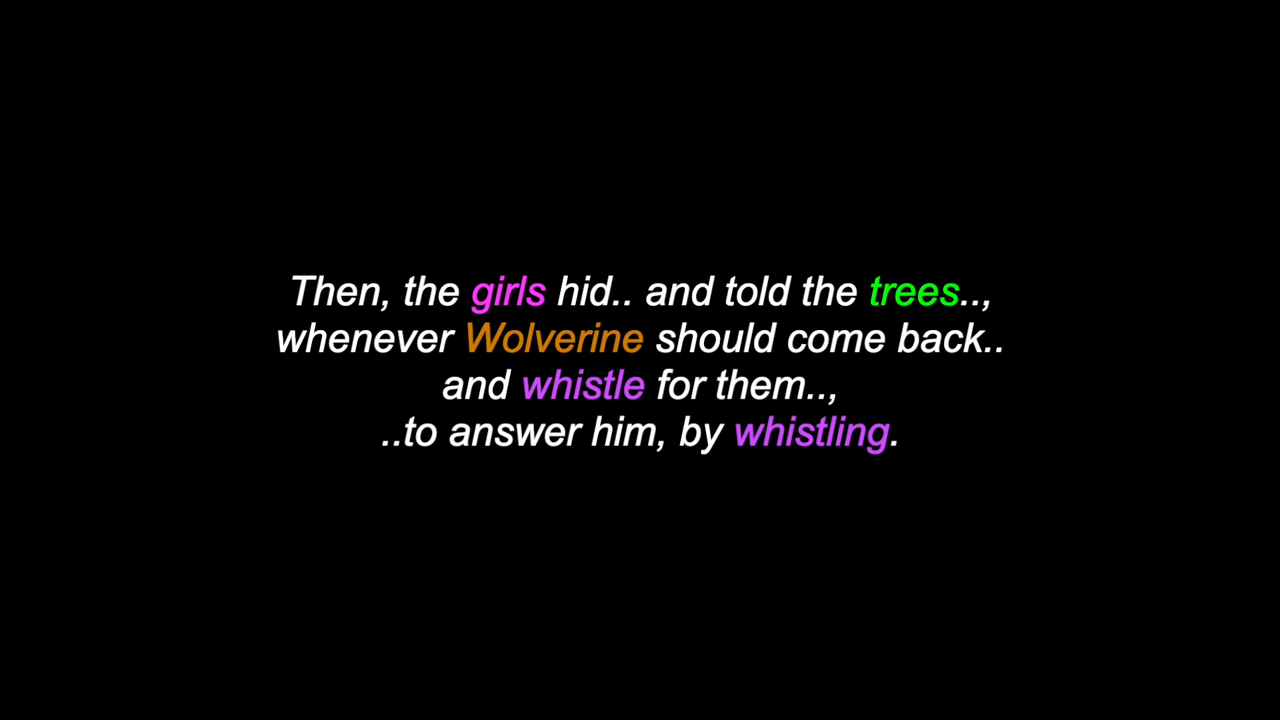 Then, the girls hid.. and told the trees..,
whenever Wolverine should come back..
and whistle for them..,
..to answer him, by whistling.